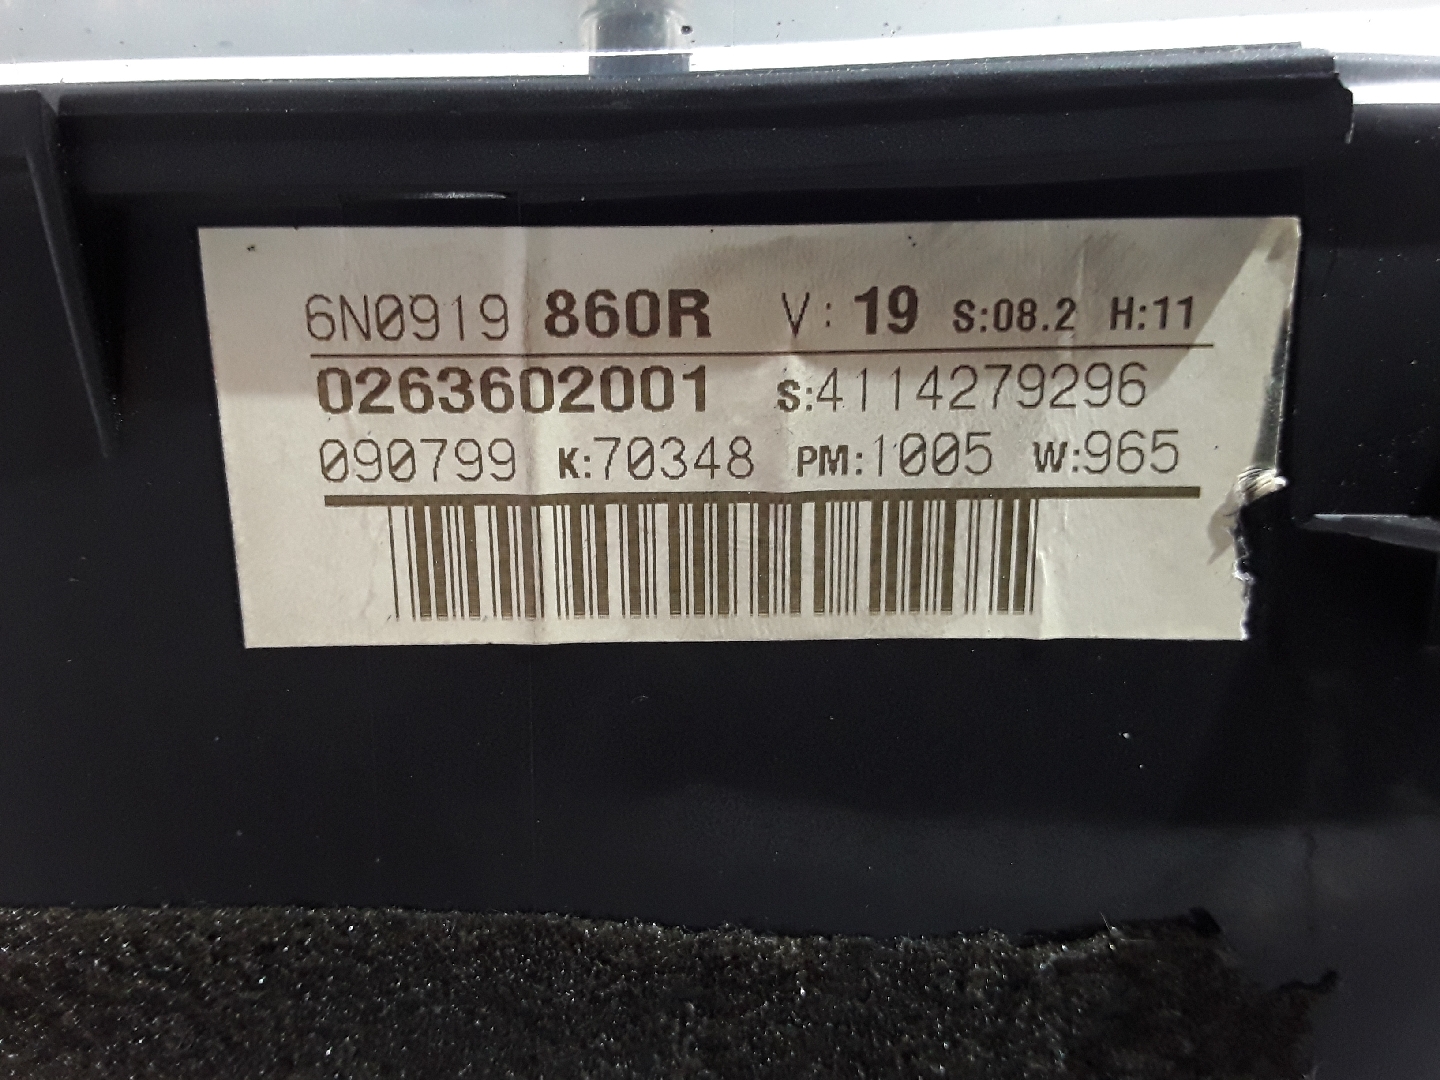 6N0919 860R V: 19 S:08.2 H:11
0263602001 S:4114279296
090799 K:70348 PM:1005 W:965